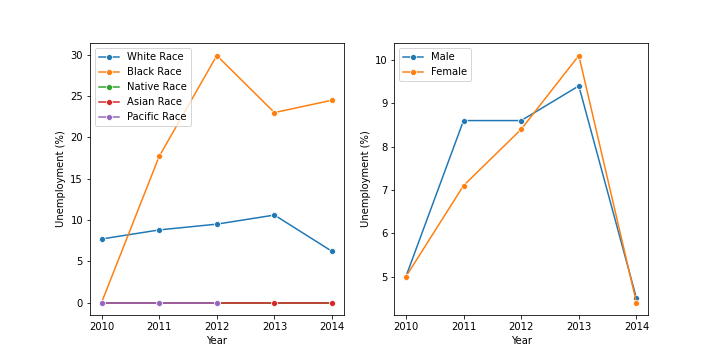 White Race
Black Race
Native Race
Asian Race
Pacific Race
Unemployment (%)
30
25
20
15
10
5
0
2010 2011 2012 2013 2014
Year
Male
Female
Unemployment (%)
10
9
8
7
6
5
2010 2011 2012 2013 2014
Year